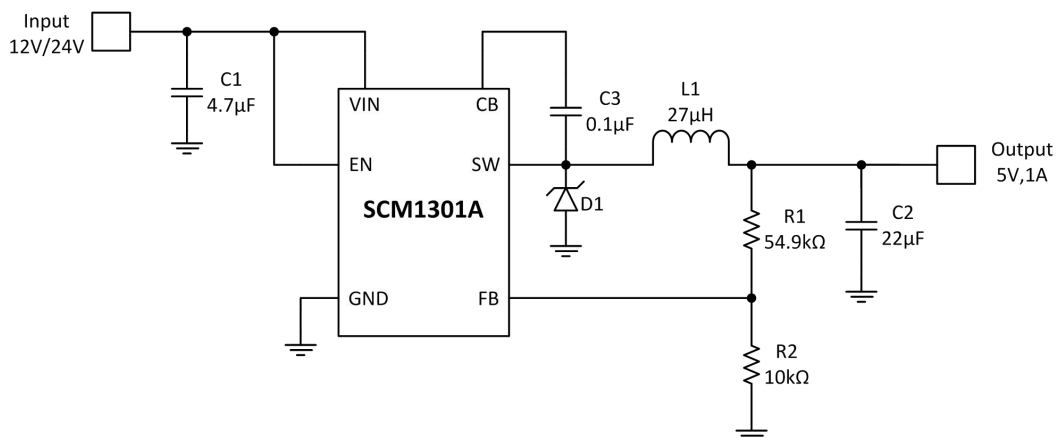 Input
12V/24V
C1
4.7μF
VIN
CB
C3
0.1μF
L1
27μH
EN
SW
SCM1301A
D1
Output
5V,1A
R1
54.9kΩ
C2
22μF
GND
FB
R2
10kΩ